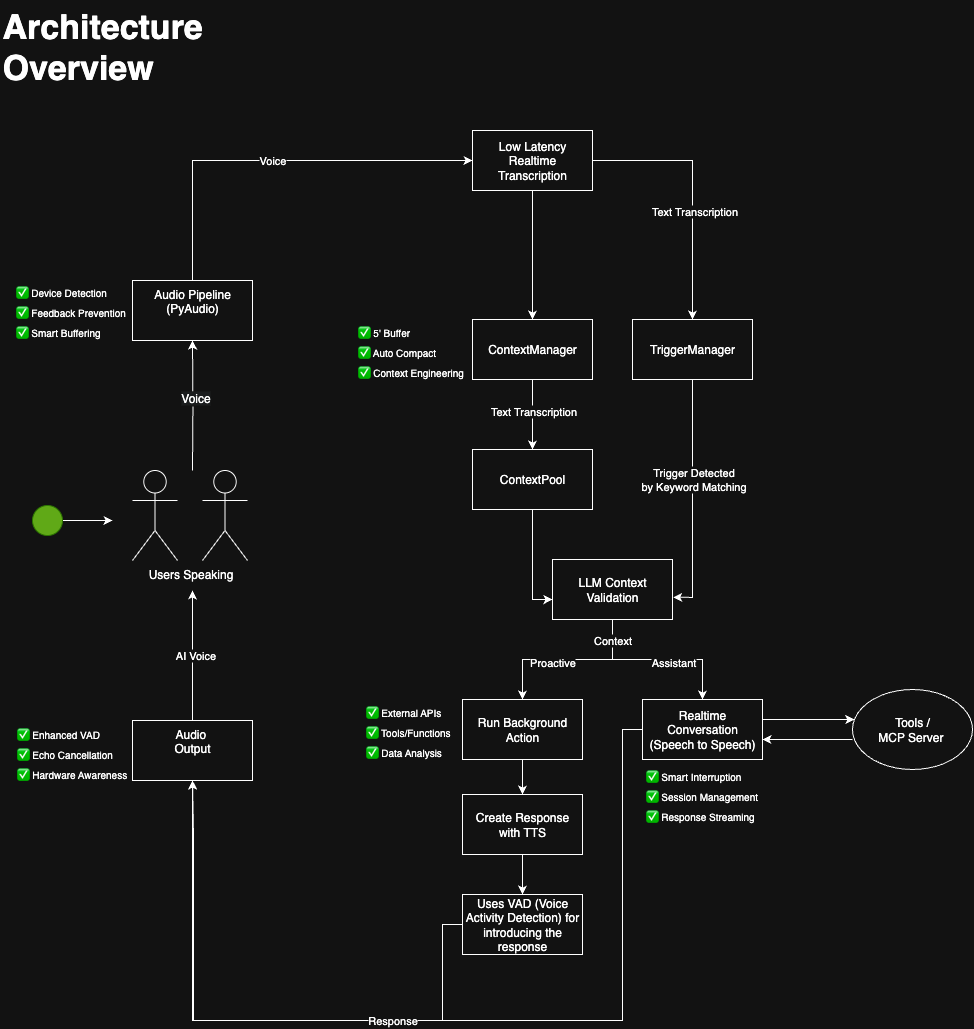 Architecture
Overview
Voice
Low Latency
Realtime
Transcription
Text Transcription
✅ Device Detection
✅ Feedback Prevention
✅ Smart Buffering
Audio Pipeline
(PyAudio)
✅ 5' Buffer
✅ Auto Compact
✅ Context Engineering
ContextManager
TriggerManager
Voice
Text Transcription
ContextPool
Trigger Detected
by Keyword Matching
Users Speaking
LLM Context
Validation
Context
Proactive
Assistant
AI Voice
✅ Enhanced VAD
✅ Echo Cancellation
✅ Hardware Awareness
Audio
Output
✅ External APIs
✅ Tools/Functions
✅ Data Analysis
Run Background
Action
Realtime
Conversation
(Speech to Speech)
Tools /
MCP Server
✅ Smart Interruption
✅ Session Management
✅ Response Streaming
Create Response
with TTS
Uses VAD (Voice
Activity Detection) for
introducing the
response
Response